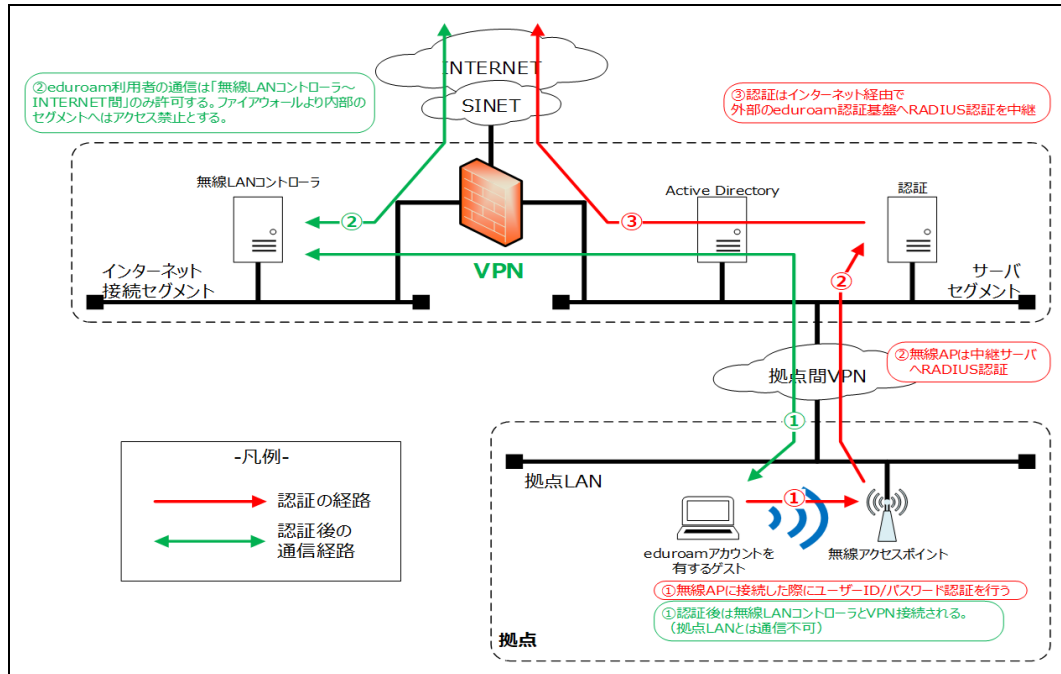 INTERNET
SINET
②eduroam利用者の通信は「無線LANコントローラ～
INTERNET間」のみ許可する。ファイアウォールより内部の
セグメントへはアクセス禁止とする。
③認証はインターネット経由で
外部のeduroam認証基盤へRADIUS認証を中継
無線LANコントローラ
Active Directory
認証
②
③
①
②
VPN
インターネット
接続セグメント
サーバ
セグメント
②無線APは中継サーバ
へRADIUS認証
拠点間VPN
①
-凡例-
認証の経路
認証後の
通信経路
拠点LAN
①
eduroamアカウントを
有するゲスト
無線アクセスポイント
①無線APに接続した際にユーザーID/パスワード認証を行う
①認証後は無線LANコントローラとVPN接続される。
（拠点LANとは通信不可）
拠点